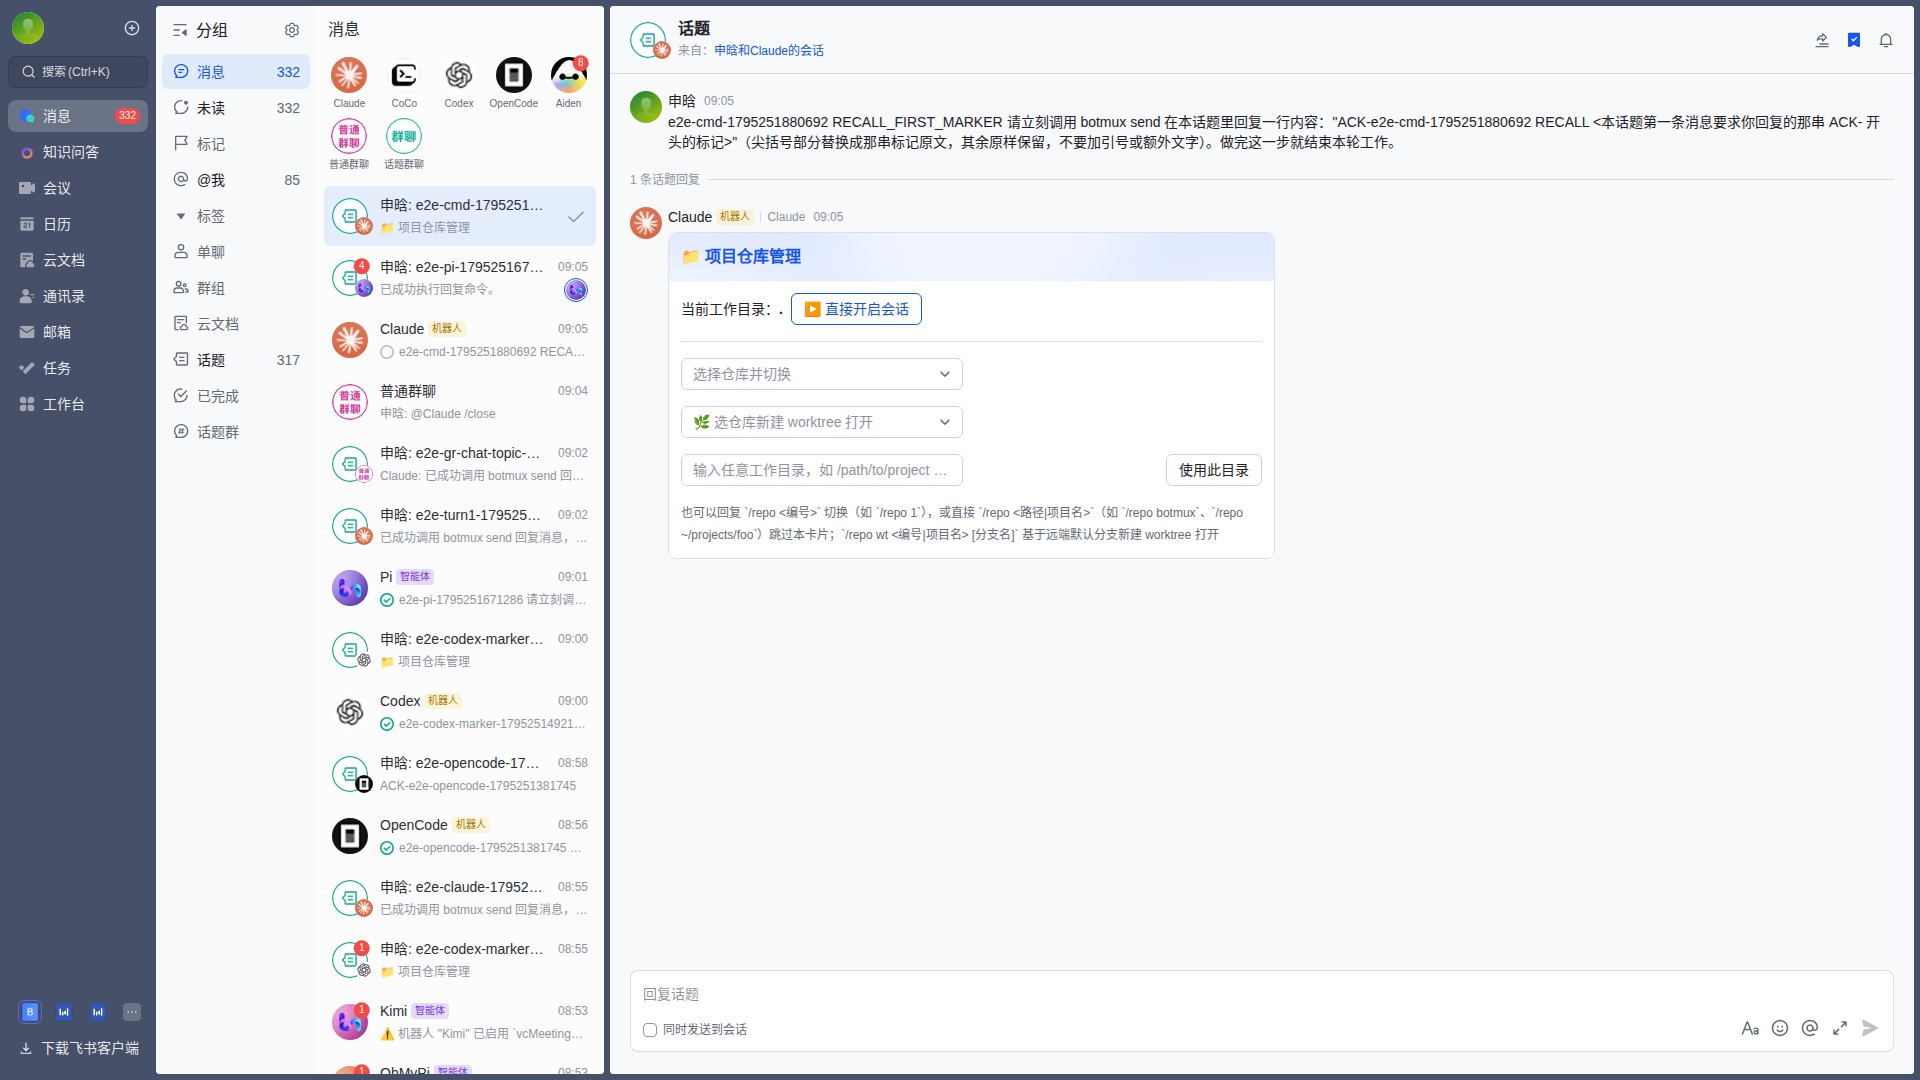 搜索 (Ctrl+K)
消息 332
知识问答
会议
日历
云文档
通讯录
邮箱
任务
工作台
下载飞书客户端
分组
消息 332
未读 332
标记
@我 85
标签
单聊
群组
云文档
话题 317
已完成
话题群
消息
8
Claude CoCo Codex OpenCode Aiden
普通群聊 群聊
普通群聊 话题群聊
申晗: e2e-cmd-1795251...
📁 项目仓库管理
4
申晗: e2e-pi-179525167... 09:05
已成功执行回复命令。
Claude 机器人 09:05
e2e-cmd-1795251880692 RECA...
普通群聊
普通群聊 09:04
申晗: @Claude /close
申晗: e2e-gr-chat-topic-... 09:02
Claude: 已成功调用 botmux send 回...
申晗: e2e-turn1-179525... 09:02
已成功调用 botmux send 回复消息，...
Pi 智能体 09:01
e2e-pi-1795251671286 请立刻调...
申晗: e2e-codex-marker... 09:00
📁 项目仓库管理
Codex 机器人 09:00
e2e-codex-marker-17952514921...
申晗: e2e-opencode-17... 08:58
ACK-e2e-opencode-1795251381745
OpenCode 机器人 08:56
e2e-opencode-1795251381745 ...
申晗: e2e-claude-17952... 08:55
已成功调用 botmux send 回复消息，...
1
申晗: e2e-codex-marker... 08:55
📁 项目仓库管理
1
Kimi 智能体 08:53
⚠️ 机器人 "Kimi" 已启用 `vcMeeting...
1
OhMyPi 智能体 08:53
话题
来自：申晗和Claude的会话
申晗 09:05
e2e-cmd-1795251880692 RECALL_FIRST_MARKER 请立刻调用 botmux send 在本话题里回复一行内容："ACK-e2e-cmd-1795251880692 RECALL <本话题第一条消息要求你回复的那串 ACK- 开
头的标记>"（尖括号部分替换成那串标记原文，其余原样保留，不要加引号或额外文字）。做完这一步就结束本轮工作。
1 条话题回复
Claude 机器人 Claude 09:05
📁 项目仓库管理
当前工作目录：. ▶️ 直接开启会话
选择仓库并切换
🌿 选仓库新建 worktree 打开
输入任意工作目录，如 /path/to/project ... 使用此目录
也可以回复 `/repo <编号>` 切换（如 `/repo 1`），或直接 `/repo <路径|项目名>`（如 `/repo botmux`、`/repo
~/projects/foo`）跳过本卡片；`/repo wt <编号|项目名> [分支名]` 基于远端默认分支新建 worktree 打开
回复话题
同时发送到会话